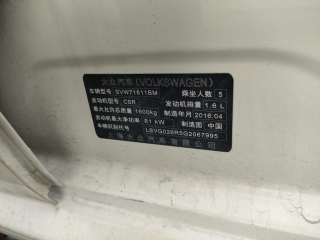 大众汽车(VOLKSWAGEN)
车辆型号 SVW71611BM 乘坐人数 5
发动机型号 CSR 发动机排量 1.6 L
最大允许总质量 1600kg 制造年月 2016.04
发动机最大净功率 81 kW 制造国 中国
车辆识别代号 LSVG026R5G2067995
上海大众汽车有限公司